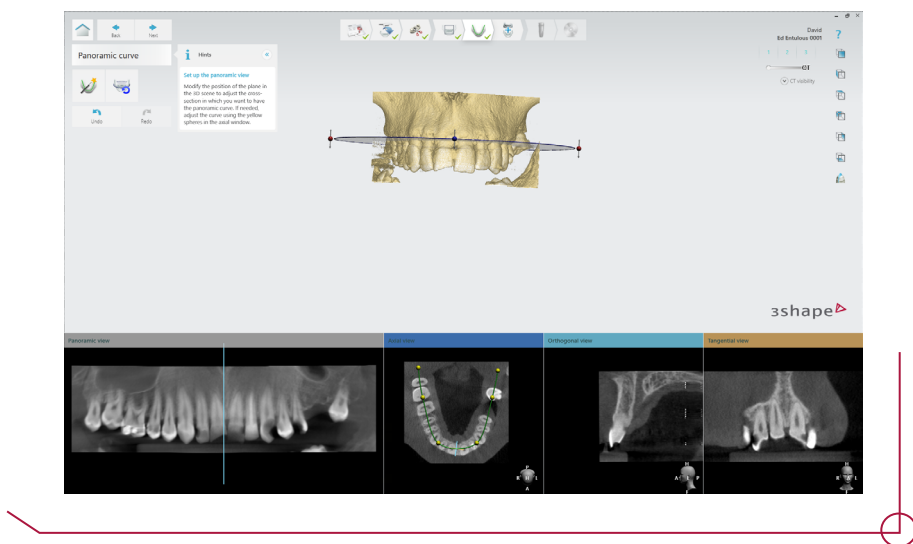 Back
Next
Panoramic curve
Undo
Redo
Hints
Set up the panoramic view
Modify the position of the plane in
the 3D scene to adjust the cross-
section in which you want to have
the panoramic curve. If needed,
adjust the curve using the yellow
spheres in the axial window.
David
Ed Entulous 0001
?
CT
CT visibility
3shape
Panoramic view
Axial view
Orthogonal view
Tangential view
P
R H L
A
H
A L P
H
R A L